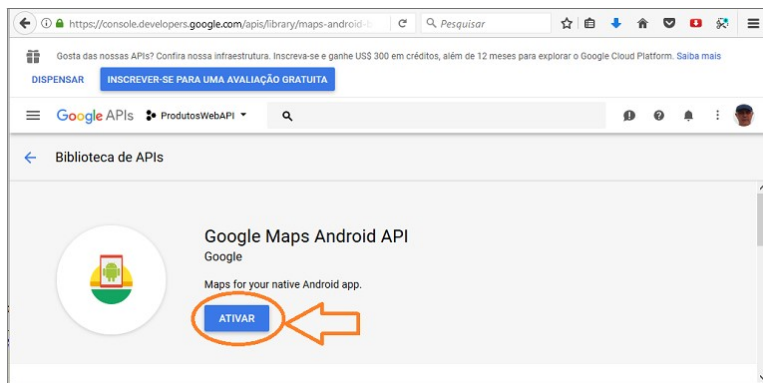 https://console.developers.google.com/apis/library/maps-android-b
Pesquisar
Gosta das nossas APIs? Confira nossa infraestrutura. Inscreva-se e ganhe US$ 300 em créditos, além de 12 meses para explorar o Google Cloud Platform. Saiba mais
DISPENSAR INSCREVER-SE PARA UMA AVALIAÇÃO GRATUITA
Google APIs ProdutosWebAPI
Biblioteca de APIs
Google Maps Android API
Google
Maps for your native Android app.
ATIVAR